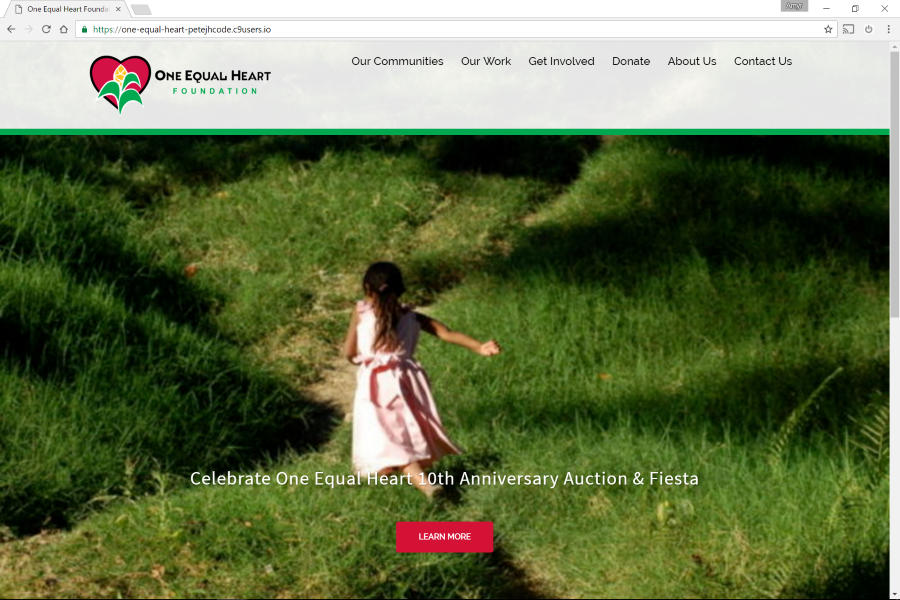 One Equal Heart Founda
https://one-equal-heart-petejhcode.c9users.io
ONE EQUAL HEART
FOUNDATION
Our Communities Our Work Get Involved Donate About Us Contact Us
Celebrate One Equal Heart 10th Anniversary Auction & Fiesta
LEARN MORE